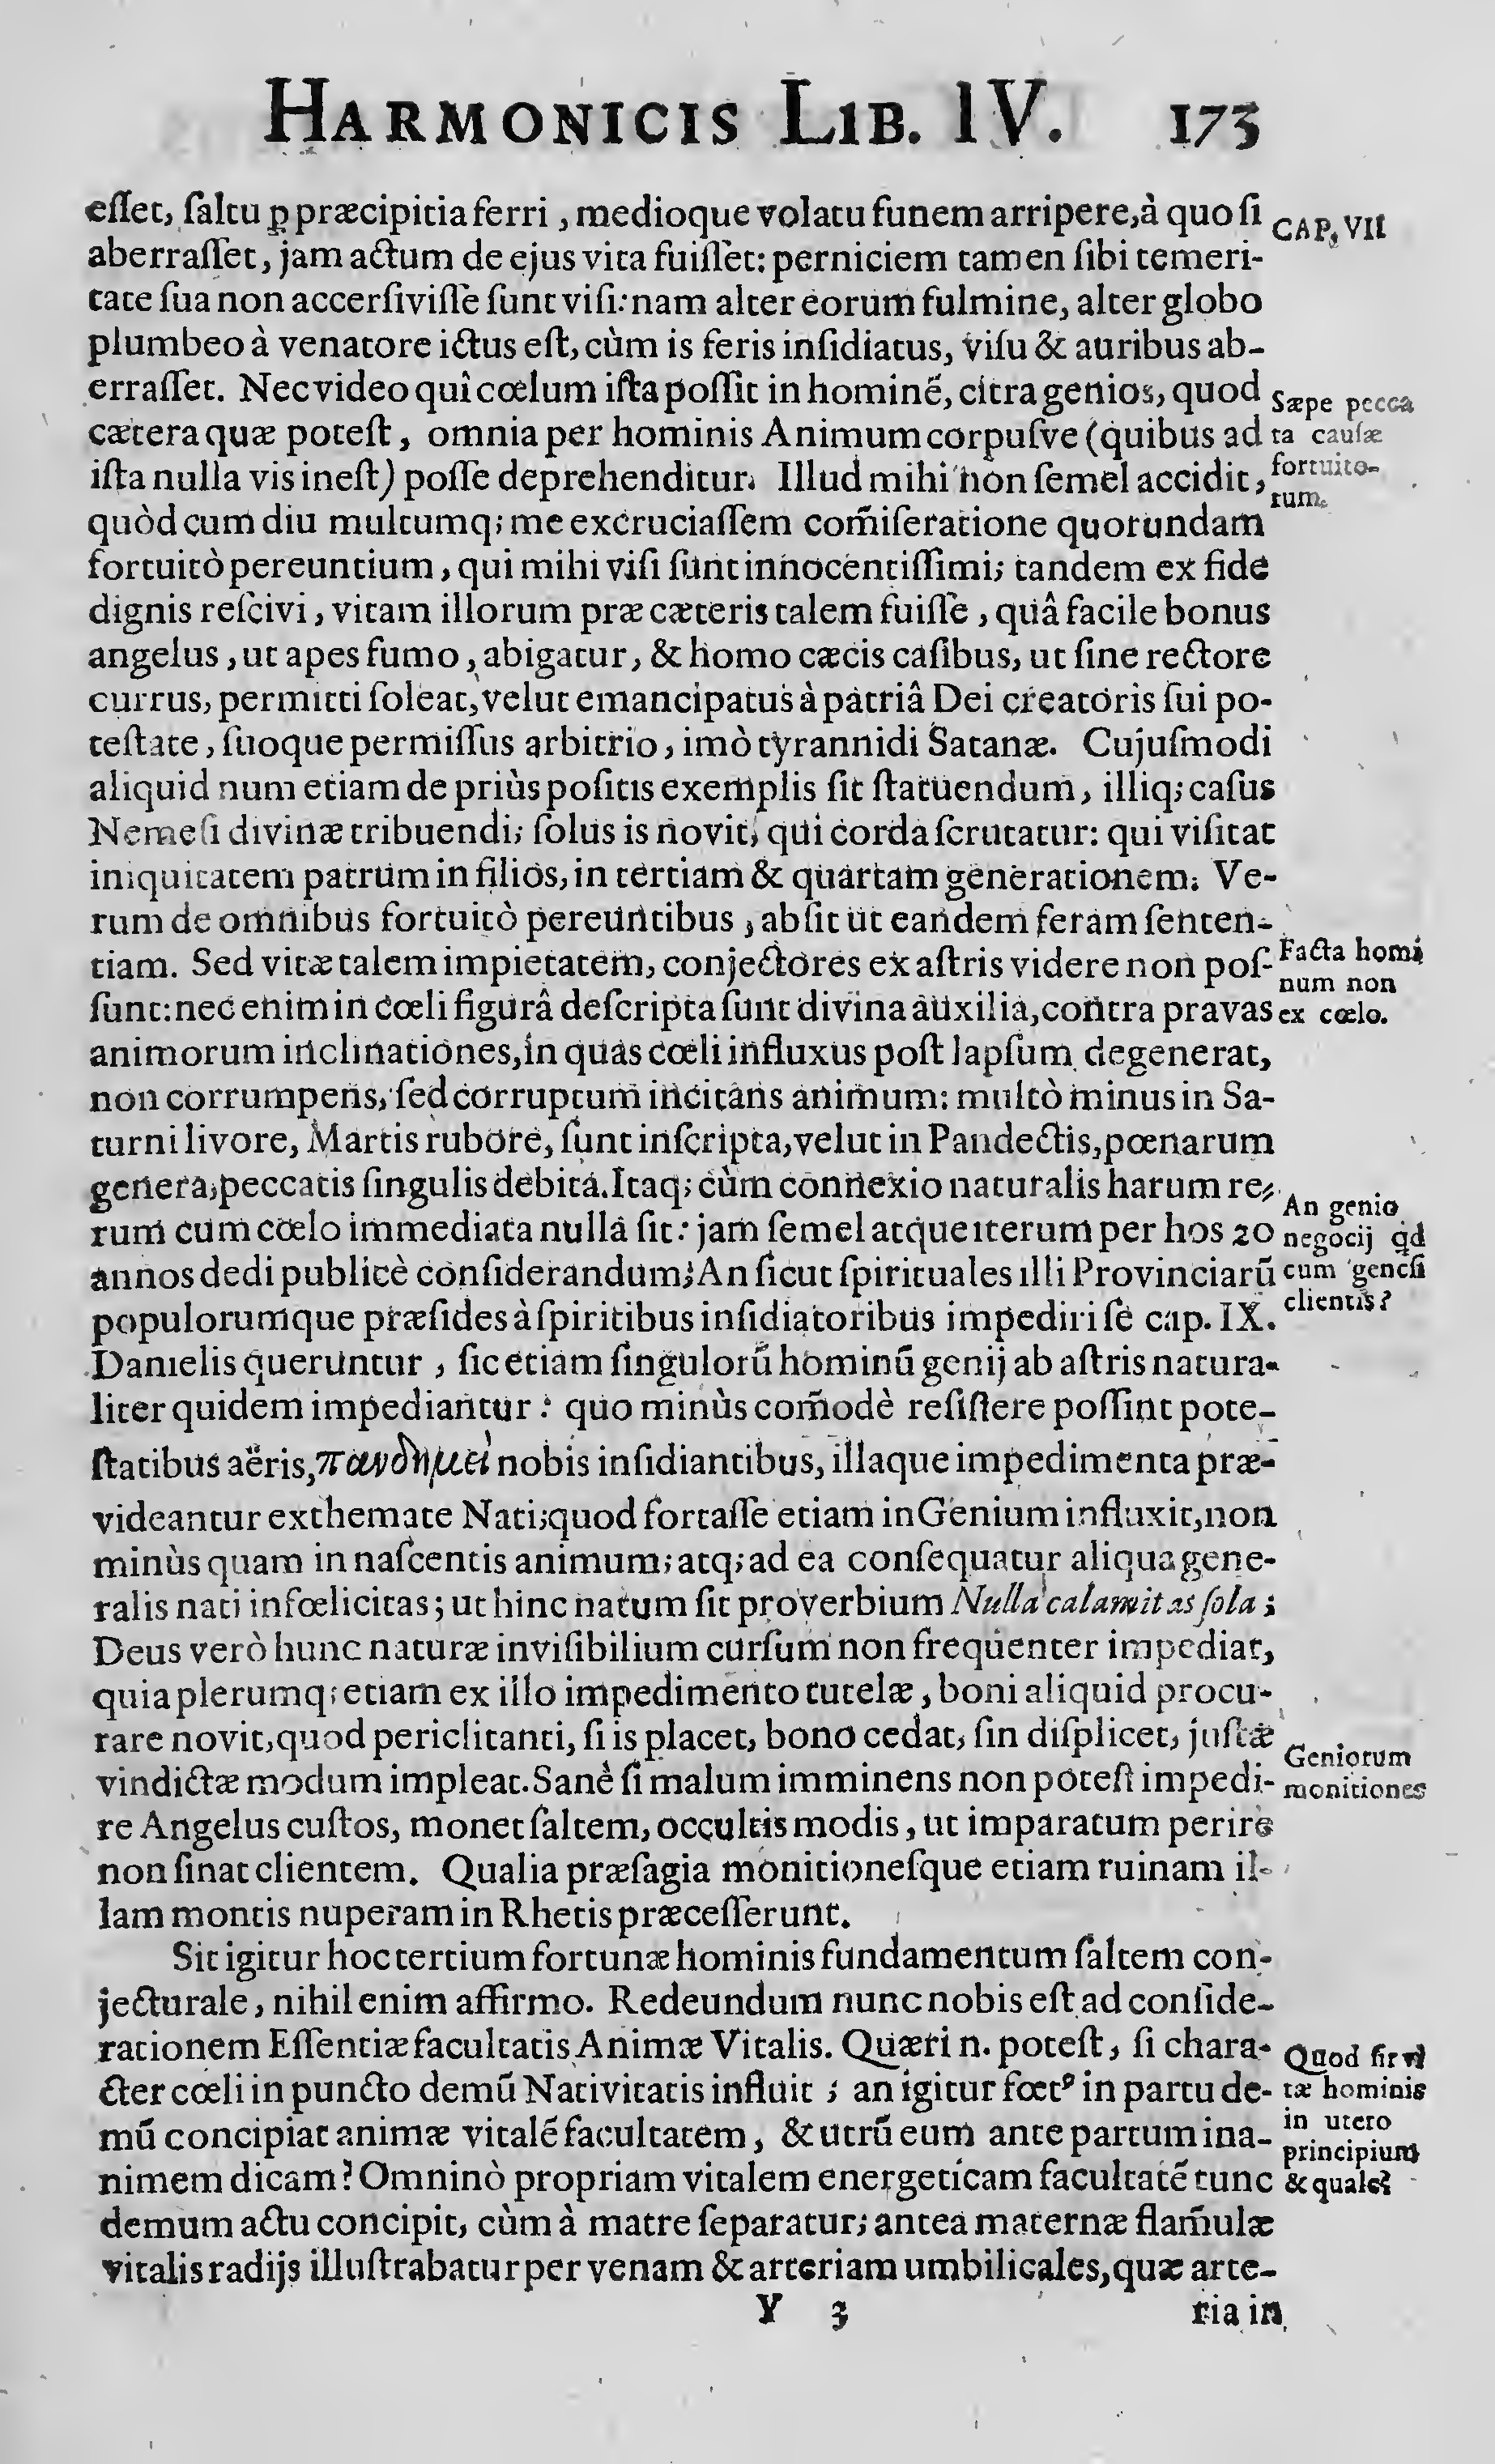 HARMONICIS LIB. IV. 173
eſſet, ſaltu ꝑ præcipitia ferri, medioque volatu funem arripere, à quo ſi
CAP. VII
aberraſſet, jam actum de ejus vita fuiſſet: perniciem tamen ſibi temeri-
tate ſua non accerſiviſſe ſunt viſi: nam alter eorum fulmine, alter globo
plumbeo à venatore ictus eſt, cùm is feris inſidiatus, viſu & auribus ab-
erraſſet. Nec video quî cœlum iſta poſſit in hominẽ, citra genios, quod
cætera quæ poteſt, omnia per hominis Animum corpuſve (quibus ad
iſta nulla vis ineſt) poſſe deprehenditur. Illud mihi non ſemel accidit,
Sæpe pecca
ta cauſæ
fortuito-
rum.
quòd cum diu multumq; me excruciaſſem com̃iſeratione quorundam
fortuitò pereuntium, qui mihi viſi ſunt innocentiſſimi; tandem ex fide
dignis reſcivi, vitam illorum præ cæteris talem fuiſſe, quâ facile bonus
angelus, ut apes fumo, abigatur, & homo cæcis caſibus, ut ſine rectore
currus, permitti ſoleat, velut emancipatus à patriâ Dei creatoris ſui po-
teſtate, ſuoque permiſſus arbitrio, imò tyrannidi Satanæ. Cujuſmodi
aliquid num etiam de priùs poſitis exemplis ſit ſtatuendum, illiq; caſus
Nemeſi divinæ tribuendi; ſolus is novit, qui corda ſcrutatur: qui viſitat
iniquitatem patrum in filios, in tertiam & quartam generationem. Ve-
rum de omnibus fortuitò pereuntibus, abſit ut eandem feram ſenten-
tiam. Sed vitæ talem impietatem, conjectores ex aſtris videre non poſ-
ſunt: nec enim in cœli figurâ deſcripta ſunt divina auxilia, contra pravas
Facta homi
num non
ex cœlo.
animorum inclinationes, in quas cœli influxus poſt lapſum degenerat,
non corrumpens, ſed corruptum incitans animum: multò minus in Sa-
turni livore, Martis rubore, ſunt inſcripta, velut in Pandectis, pœnarum
genera, peccatis ſingulis debita. Itaq; cùm connexio naturalis harum re-
rum cum cœlo immediata nulla ſit: jam ſemel atque iterum per hos 20
annos dedi publicè conſiderandum; An ſicut ſpirituales illi Provinciarũ
populorumque præſides à ſpiritibus inſidiatoribus impediri ſe cap. IX.
An genio
negocij qd
cum geneſi
clientis?
Danielis queruntur, ſic etiam ſingulorũ hominũ genij ab aſtris natura-
liter quidem impediantur: quo minùs com̃odè reſiſtere poſſint pote-
ſtatibus aëris, πανδημεὶ nobis inſidiantibus, illaque impedimenta præ-
videantur ex themate Nati; quod fortaſſe etiam in Genium influxit, non
minùs quam in naſcentis animum; atq; ad ea conſequatur aliqua gene-
ralis nati infœlicitas; ut hinc natum ſit proverbium Nulla calamitas ſola;
Deus verò hunc naturæ inviſibilium curſum non frequenter impediat,
quia plerumq; etiam ex illo impedimento tutelæ, boni aliquid procu-
rare novit, quod periclitanti, ſi is placet, bono cedat, ſin diſplicet, juſtæ
vindictæ modum impleat. Sanè ſi malum imminens non poteſt impedi-
Geniorum
monitiones
re Angelus cuſtos, monet ſaltem, occultis modis, ut imparatum perire
non ſinat clientem. Qualia præſagia monitioneſque etiam ruinam il-
lam montis nuperam in Rhetis præceſſerunt.
Sit igitur hoc tertium fortunæ hominis fundamentum ſaltem con-
jecturale, nihil enim affirmo. Redeundum nunc nobis eſt ad conſide-
rationem Eſſentiæ facultatis Animæ Vitalis. Quæri n. poteſt, ſi chara-
cter cœli in puncto demũ Nativitatis influit; an igitur fœtꝰ in partu de-
mũ concipiat animæ vitalẽ facultatem, & utrũ eum ante partum ina-
nimem dicam? Omninò propriam vitalem energeticam facultatẽ tunc
Quod ſit vi
tæ hominis
in utero
principium
& quale?
demum actu concipit, cùm à matre ſeparatur; antea maternæ flam̃ulæ
vitalis radijs illuſtrabatur per venam & arteriam umbilicales, quæ arte-
Y 3 ria in